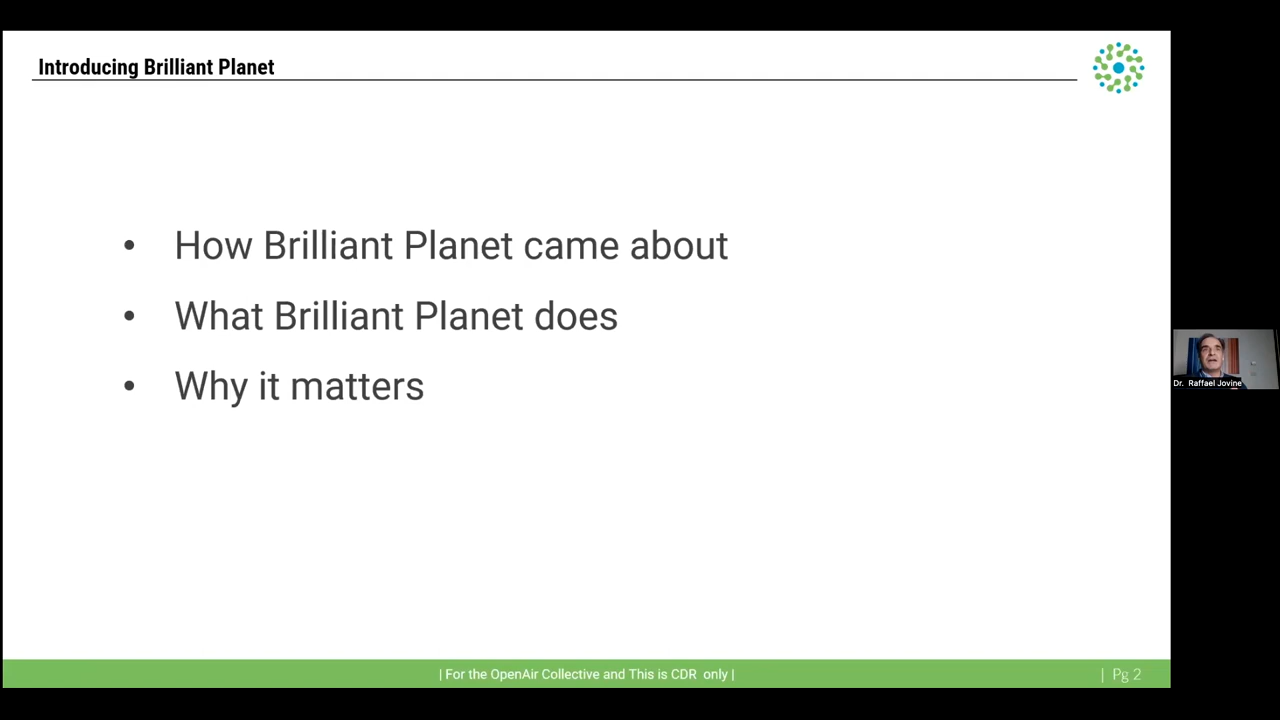 Introducing Brilliant Planet
• How Brilliant Planet came about
• What Brilliant Planet does
• Why it matters
Dr. Raffael Jovine
| For the OpenAir Collective and This is CDR only |
| Pg 2